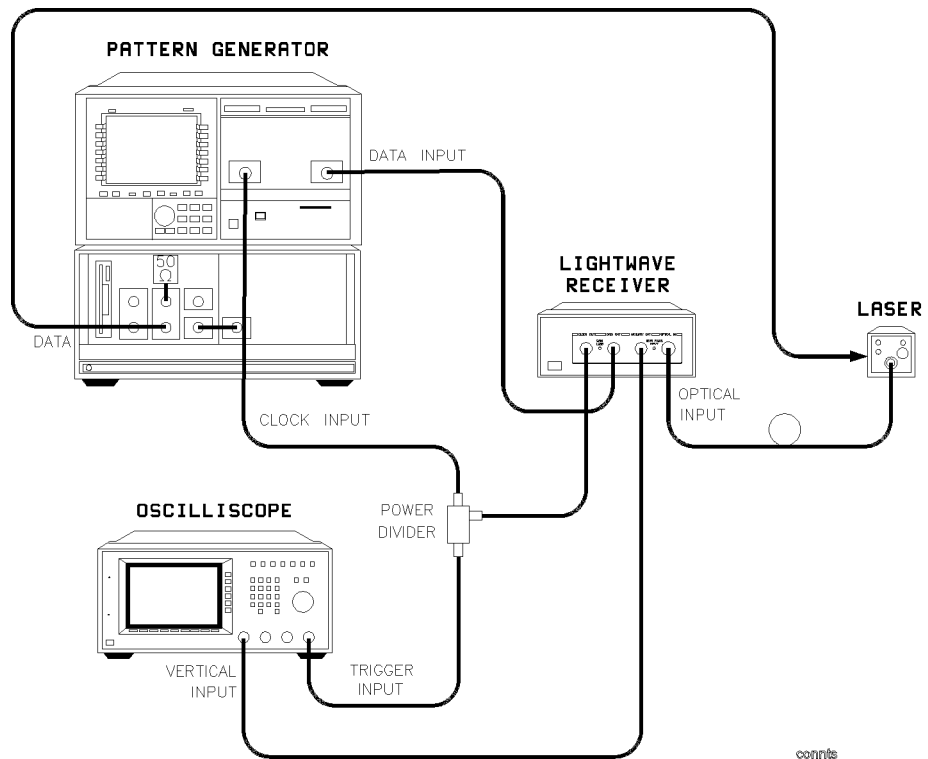 PATTERN GENERATOR
DATA INPUT
50
Ω
LIGHTWAVE
RECEIVER
LASER
DATA
OPTICAL
INPUT
CLOCK INPUT
OSCILLISCOPE
POWER
DIVIDER
VERTICAL
INPUT
TRIGGER
INPUT
connts